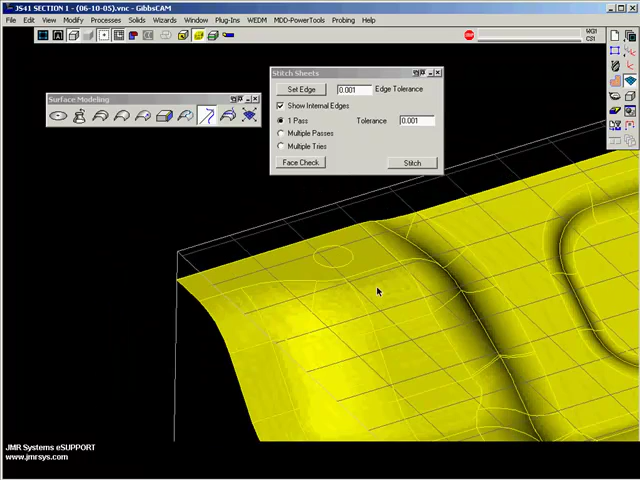 JS41 SECTION 1 - (06-10-05).vnc - GibbsCAM
File Edit View Modify Processes Solids Wizards Window Plug-Ins WEDM MDD-PowerTools Probing Help
WG1
CS1
Stitch Sheets
Set Edge 0.001 Edge Tolerance
Show Internal Edges
1 Pass Tolerance 0.001
Multiple Passes
Multiple Tries
Face Check Stitch
Surface Modeling
JMR Systems eSUPPORT
www.jmrsys.com